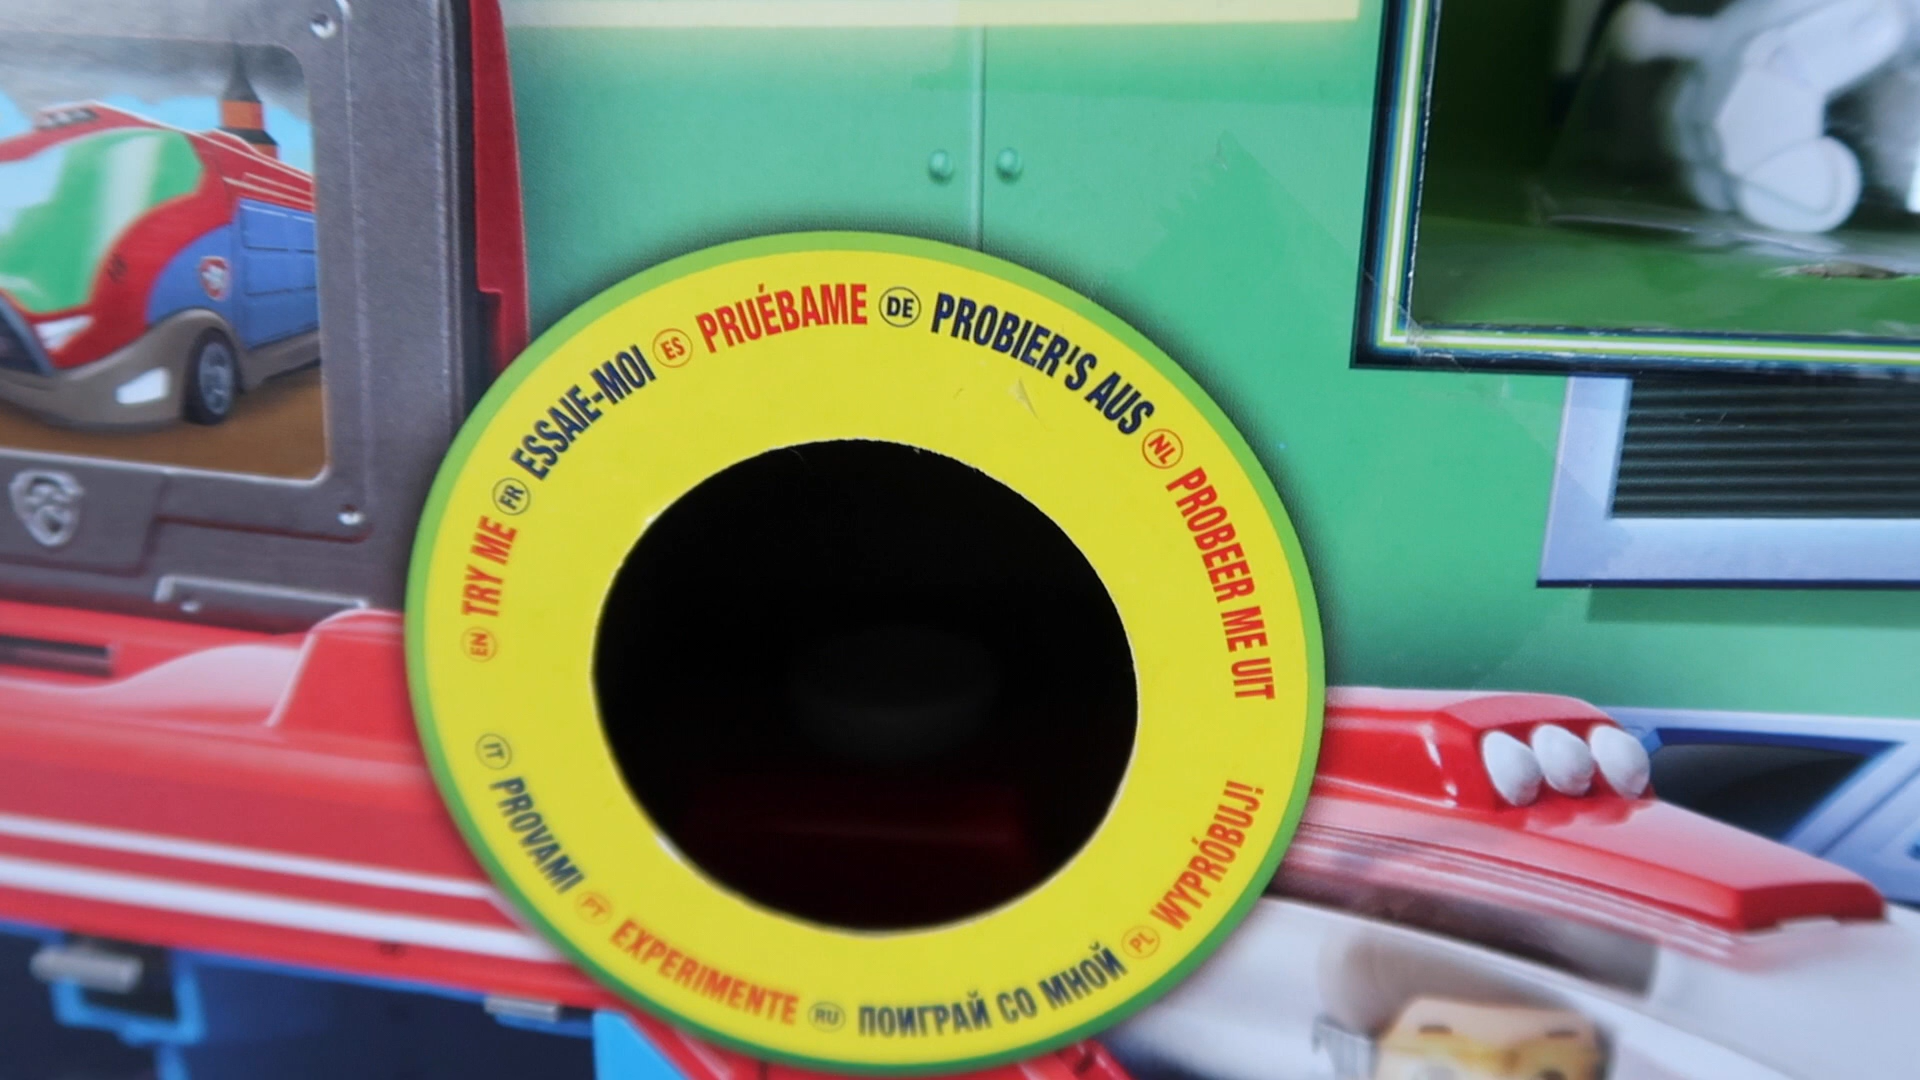 EN TRY ME FR ESSAIE-MOI ES PRUÉBAME DE PROBIER'S AUS NL PROBEER ME UIT
IT PROVAMI PT EXPERIMENTE RU ПОИГРАЙ СО МНОЙ PL WYPRÓBUJ!